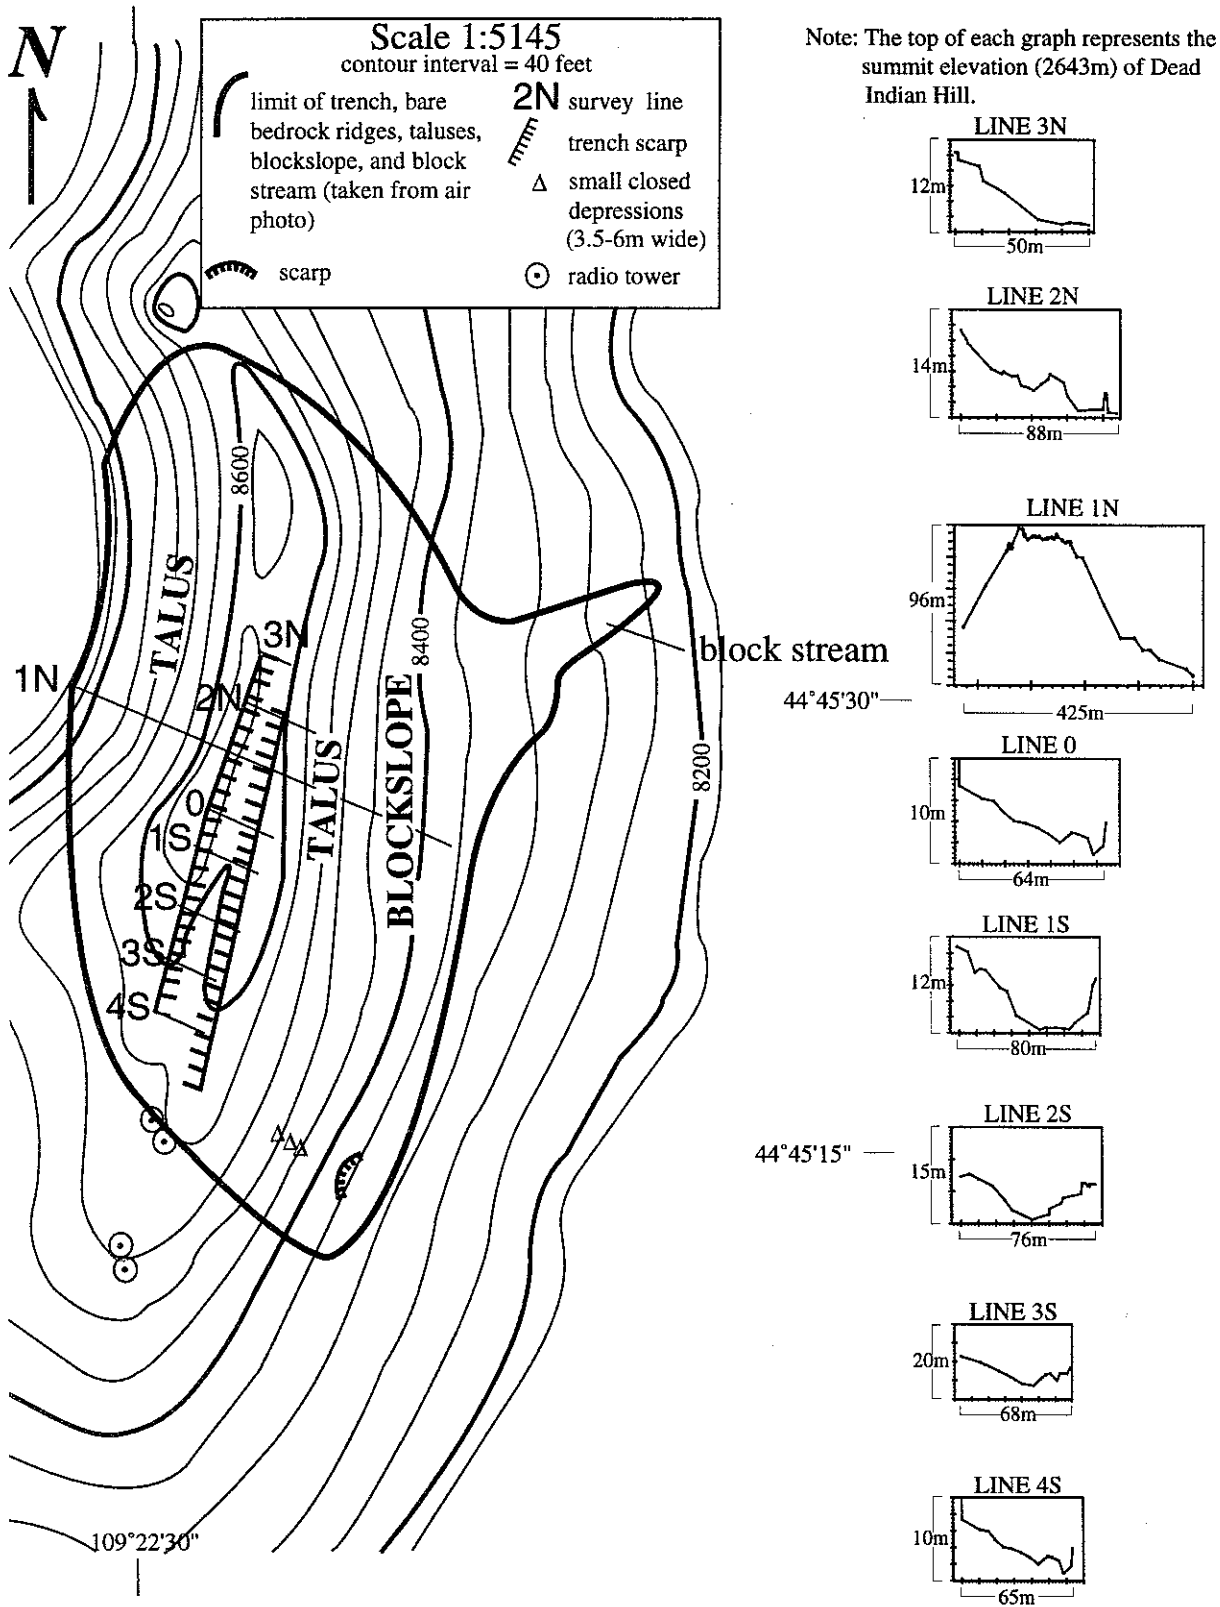 N
Scale 1:5145
contour interval = 40 feet
limit of trench, bare
bedrock ridges, taluses,
blockslope, and block
stream (taken from air
photo)
scarp
2N survey line
trench scarp
small closed
depressions
(3.5-6m wide)
radio tower
Note: The top of each graph represents the
summit elevation (2643m) of Dead
Indian Hill.
8600
TALUS
3N
1N
2N
0
1S
2S
3S
4S
TALUS
BLOCKSLOPE
8400
block stream
8200
44°45'30"
44°45'15"
109°22'30"
LINE 3N
12m
50m
LINE 2N
14m
88m
LINE 1N
96m
425m
LINE 0
10m
64m
LINE 1S
12m
80m
LINE 2S
15m
76m
LINE 3S
20m
68m
LINE 4S
10m
65m